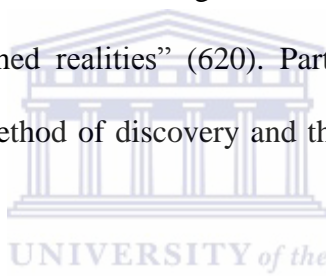 ned realities” (620). Part
ethod of discovery and th
UNIVERSITY of the